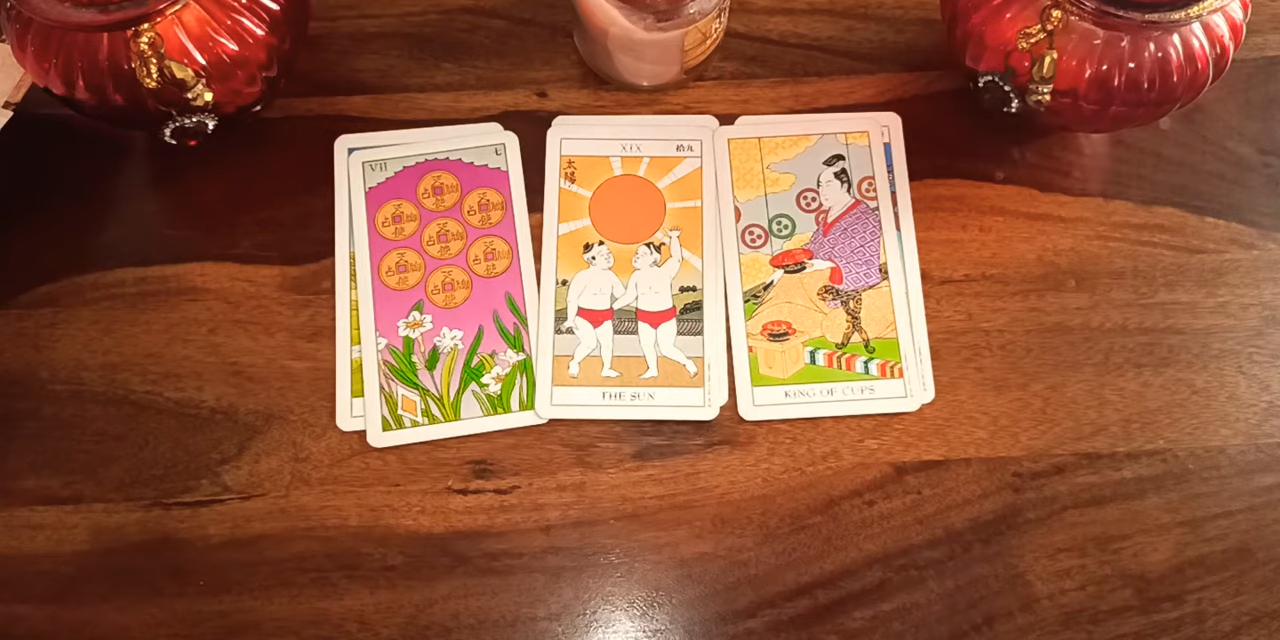 VII 七
XIX 拾九
太陽
THE SUN
KING OF CUPS